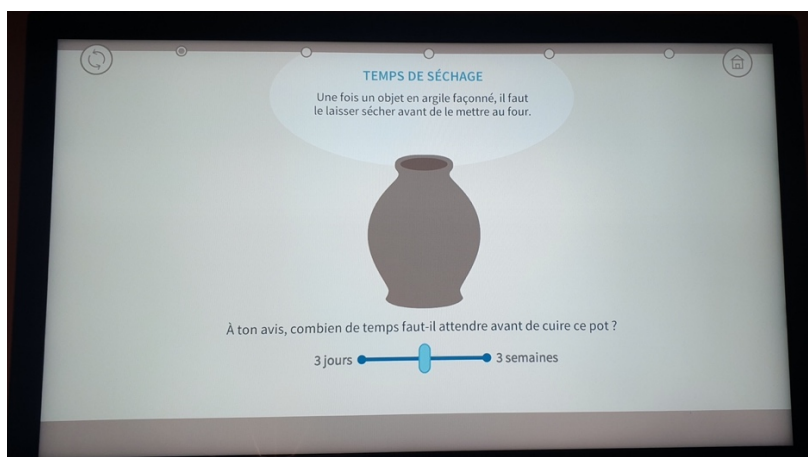 TEMPS DE SÉCHAGE
Une fois un objet en argile façonné, il faut
le laisser sécher avant de le mettre au four.
À ton avis, combien de temps faut-il attendre avant de cuire ce pot ?
3 jours
3 semaines